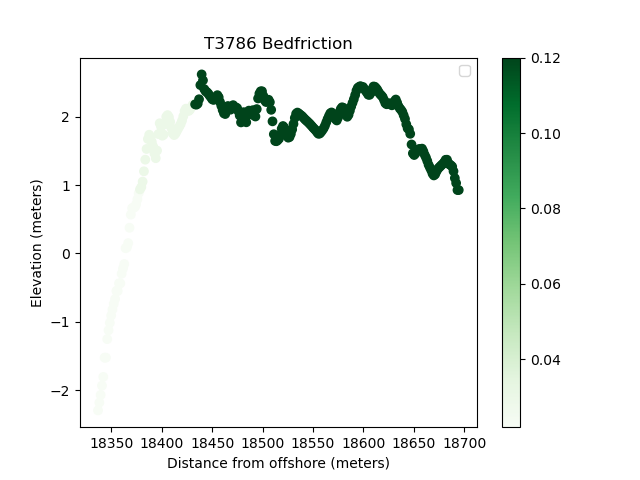 T3786 Bedfriction
Elevation (meters)
2
1
0
−1
−2
18350 18400 18450 18500 18550 18600 18650 18700
Distance from offshore (meters)
0.12
0.10
0.08
0.06
0.04